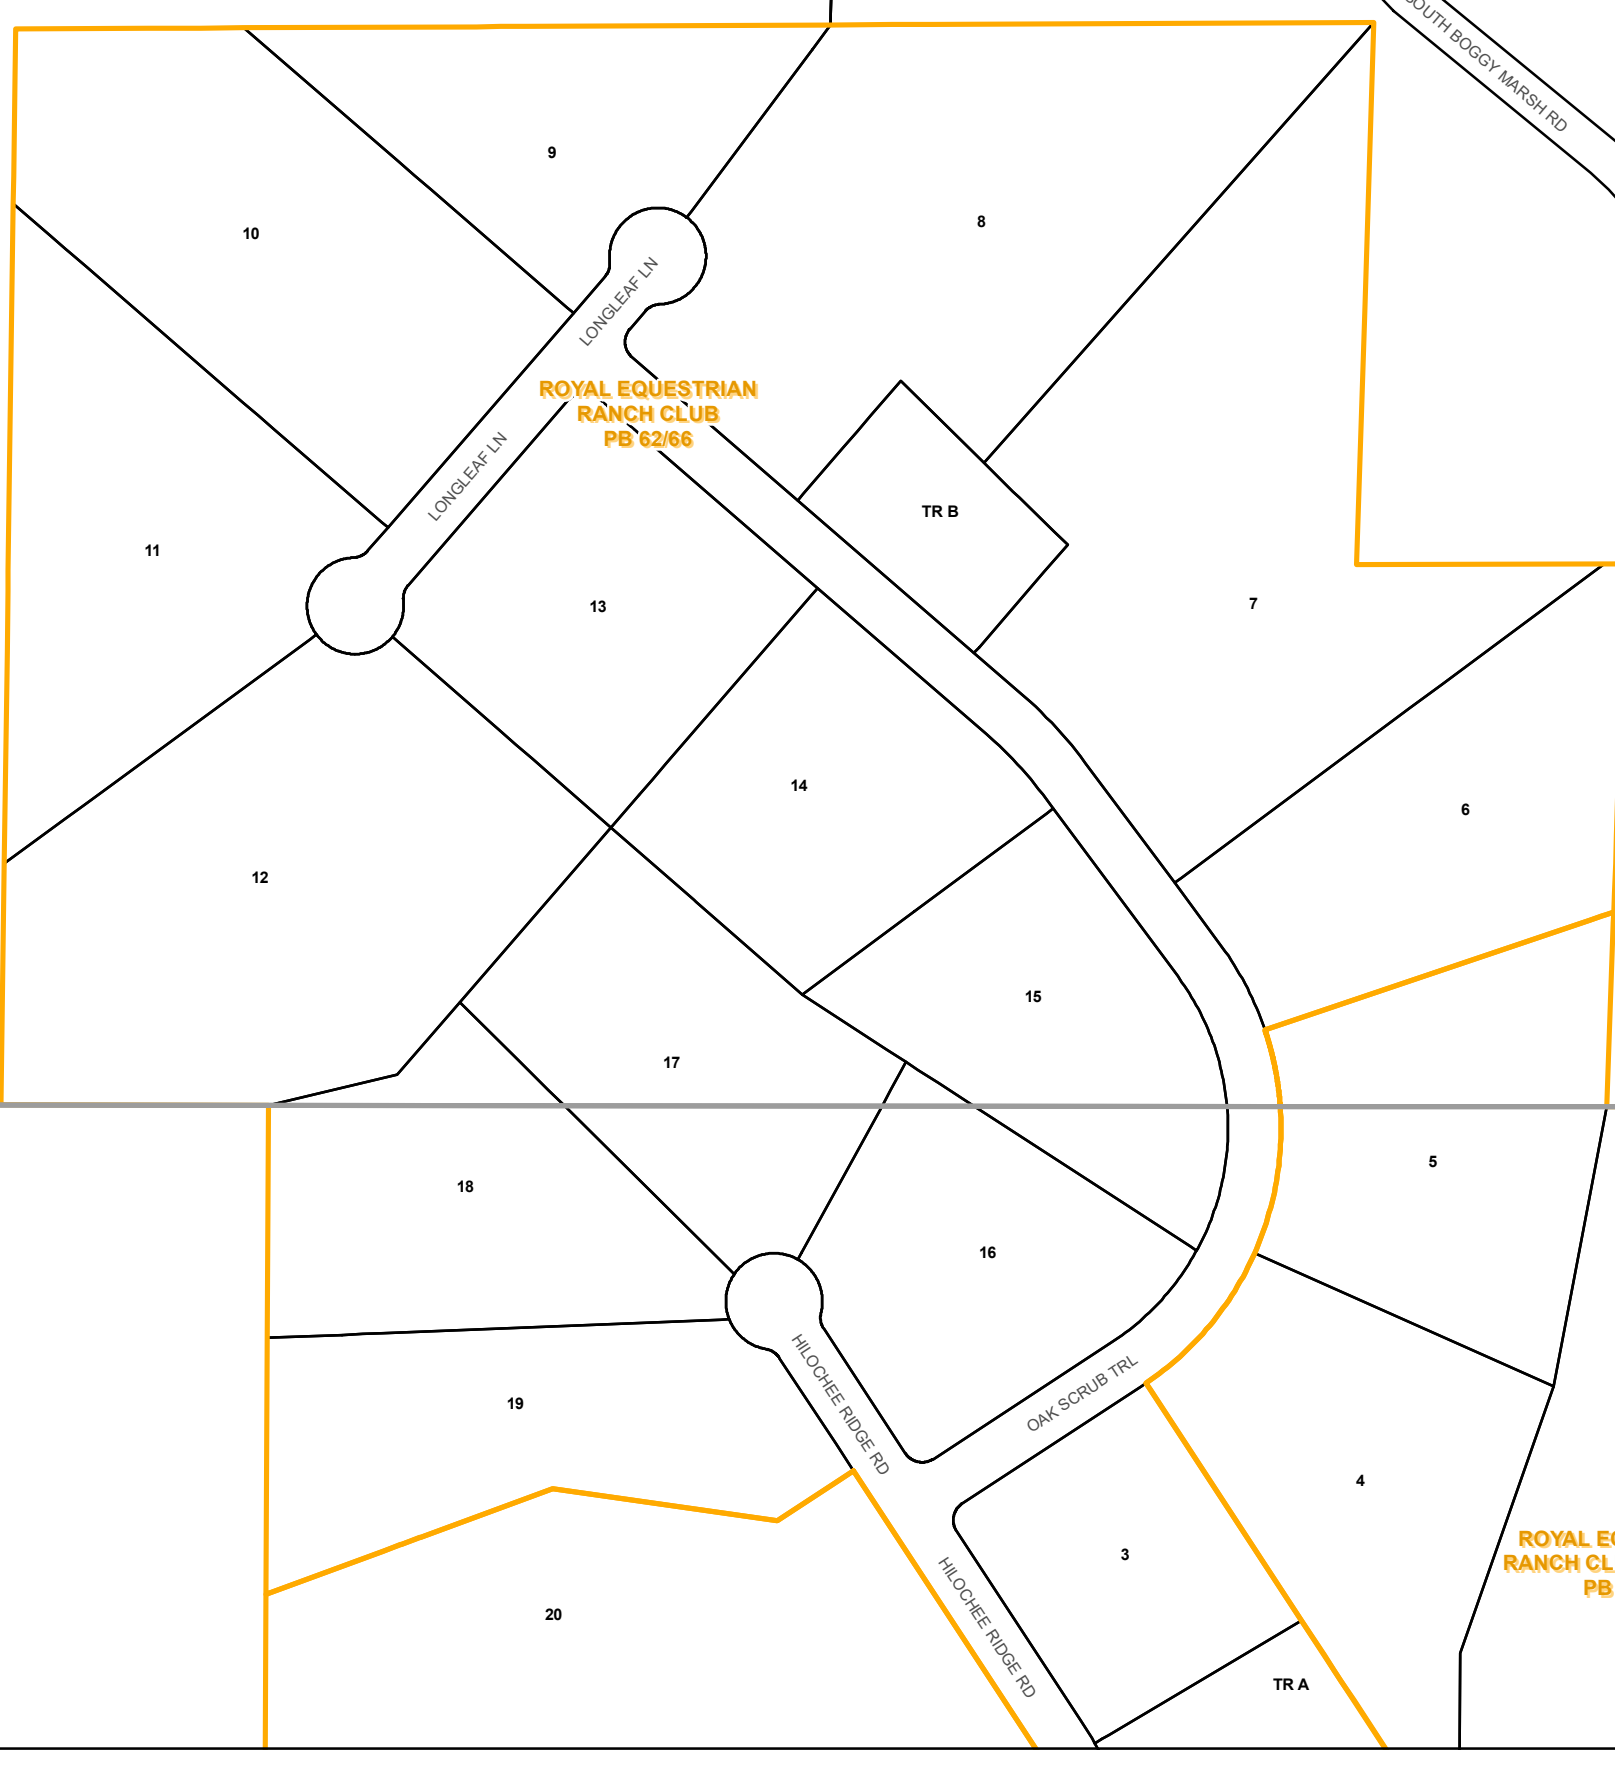 SOUTH BOGGY MARSH RD
9
8
10
LONGLEAF LN
ROYAL EQUESTRIAN
RANCH CLUB
PB 62/66
LONGLEAF LN
TR B
11
13
7
14
6
12
15
17
5
18
16
HILOCHEE RIDGE RD
OAK SCRUB TRL
19
4
3
ROYAL EQ
RANCH CL
PB
20
HILOCHEE RIDGE RD
TR A